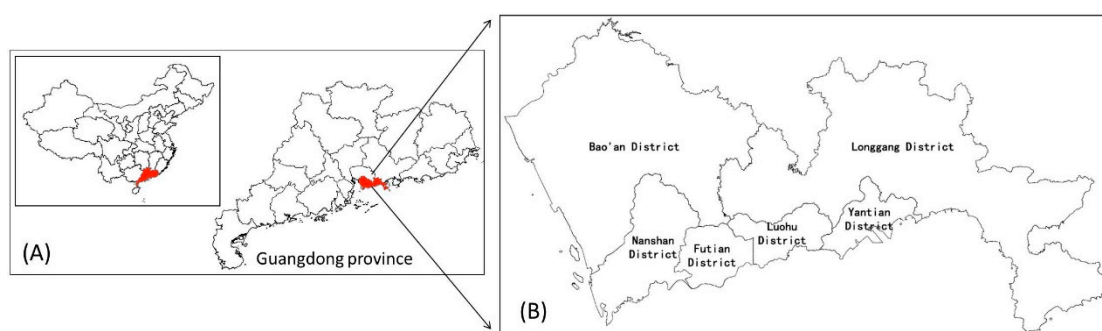 (A)
Guangdong province
Bao'an District
Longgang District
Yantian
District
Luohu
District
Nanshan
District
Futian
District
(B)